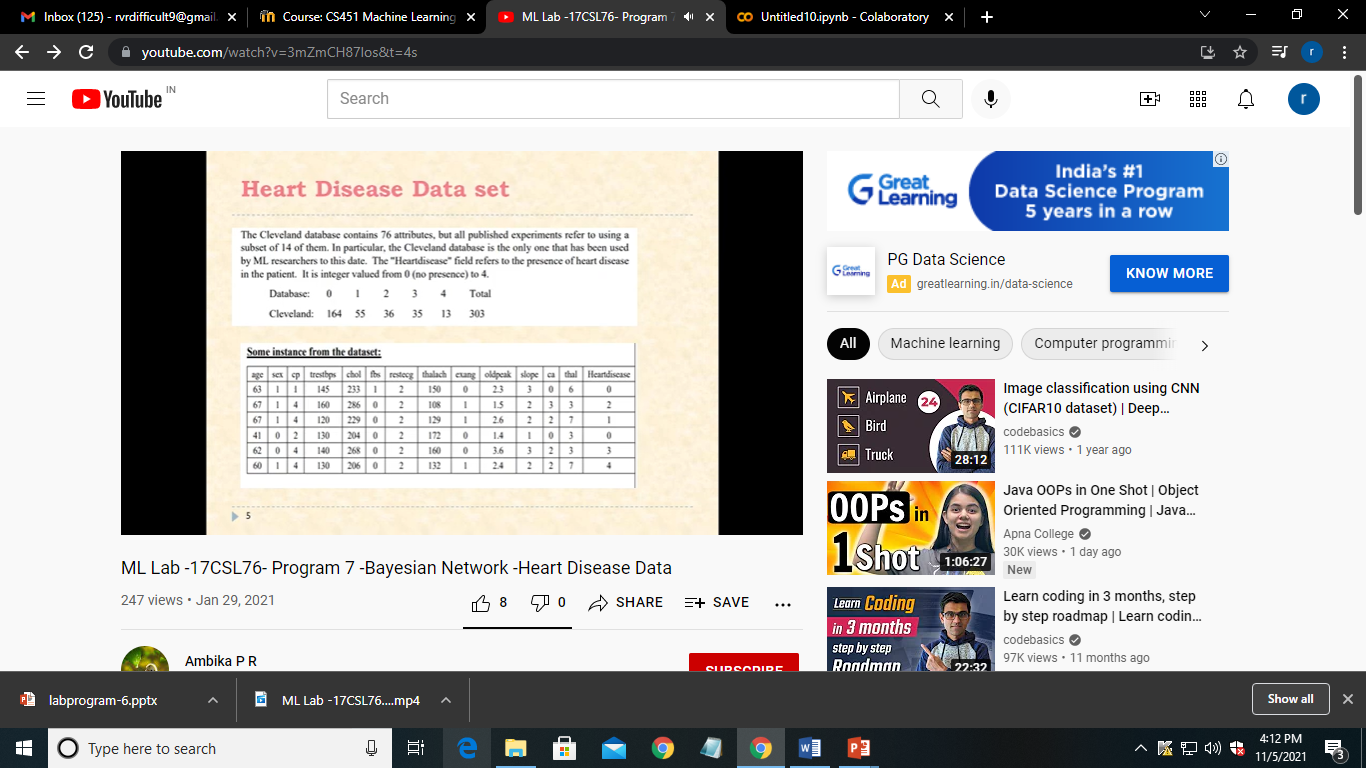 Inbox (125) - rvrdifficult9@gmail.
Course: CS451 Machine Learning
ML Lab -17CSL76- Program 7
Untitled10.ipynb - Colaboratory
youtube.com/watch?v=3mZmCH87Ios&t=4s
r
YouTube IN
Search
r
Heart Disease Data set
The Cleveland database contains 76 attributes, but all published experiments refer to using a
subset of 14 of them. In particular, the Cleveland database is the only one that has been used
by ML researchers to this date. The "Heartdisease" field refers to the presence of heart disease
in the patient. It is integer valued from 0 (no presence) to 4.
Database: 0 1 2 3 4 Total
Cleveland: 164 55 36 35 13 303
Some instance from the dataset:
age sex cp trestbps chol fbs restecg thalach exang oldpeak slope ca thal Heartdisease
63 1 1 145 233 1 2 150 0 2.3 3 0 6 0
67 1 4 160 286 0 2 108 1 1.5 2 3 3 2
67 1 4 120 229 0 2 129 1 2.6 2 2 7 1
41 0 2 130 204 0 2 172 0 1.4 1 0 3 0
62 0 4 140 268 0 2 160 0 3.6 3 2 3 3
60 1 4 130 206 0 2 132 1 2.4 2 2 7 4
5
ML Lab -17CSL76- Program 7 -Bayesian Network -Heart Disease Data
247 views • Jan 29, 2021
8
0
SHARE
SAVE
Ambika P R
SUBSCRIBE
Great
Learning
India's #1
Data Science Program
5 years in a row
Great
Learning
PG Data Science
Ad greatlearning.in/data-science
KNOW MORE
All
Machine learning
Computer programmin
Airplane
24
Bird
Truck
28:12
Image classification using CNN
(CIFAR10 dataset) | Deep...
codebasics
111K views • 1 year ago
OOPs in
1 Shot
1:06:27
Java OOPs in One Shot | Object
Oriented Programming | Java...
Apna College
30K views • 1 day ago
New
Learn Coding
in 3 months
step by step
Roadmap
22:32
Learn coding in 3 months, step
by step roadmap | Learn codin...
codebasics
97K views • 11 months ago
labprogram-6.pptx
ML Lab -17CSL76....mp4
Show all
Type here to search
4:12 PM
11/5/2021
3